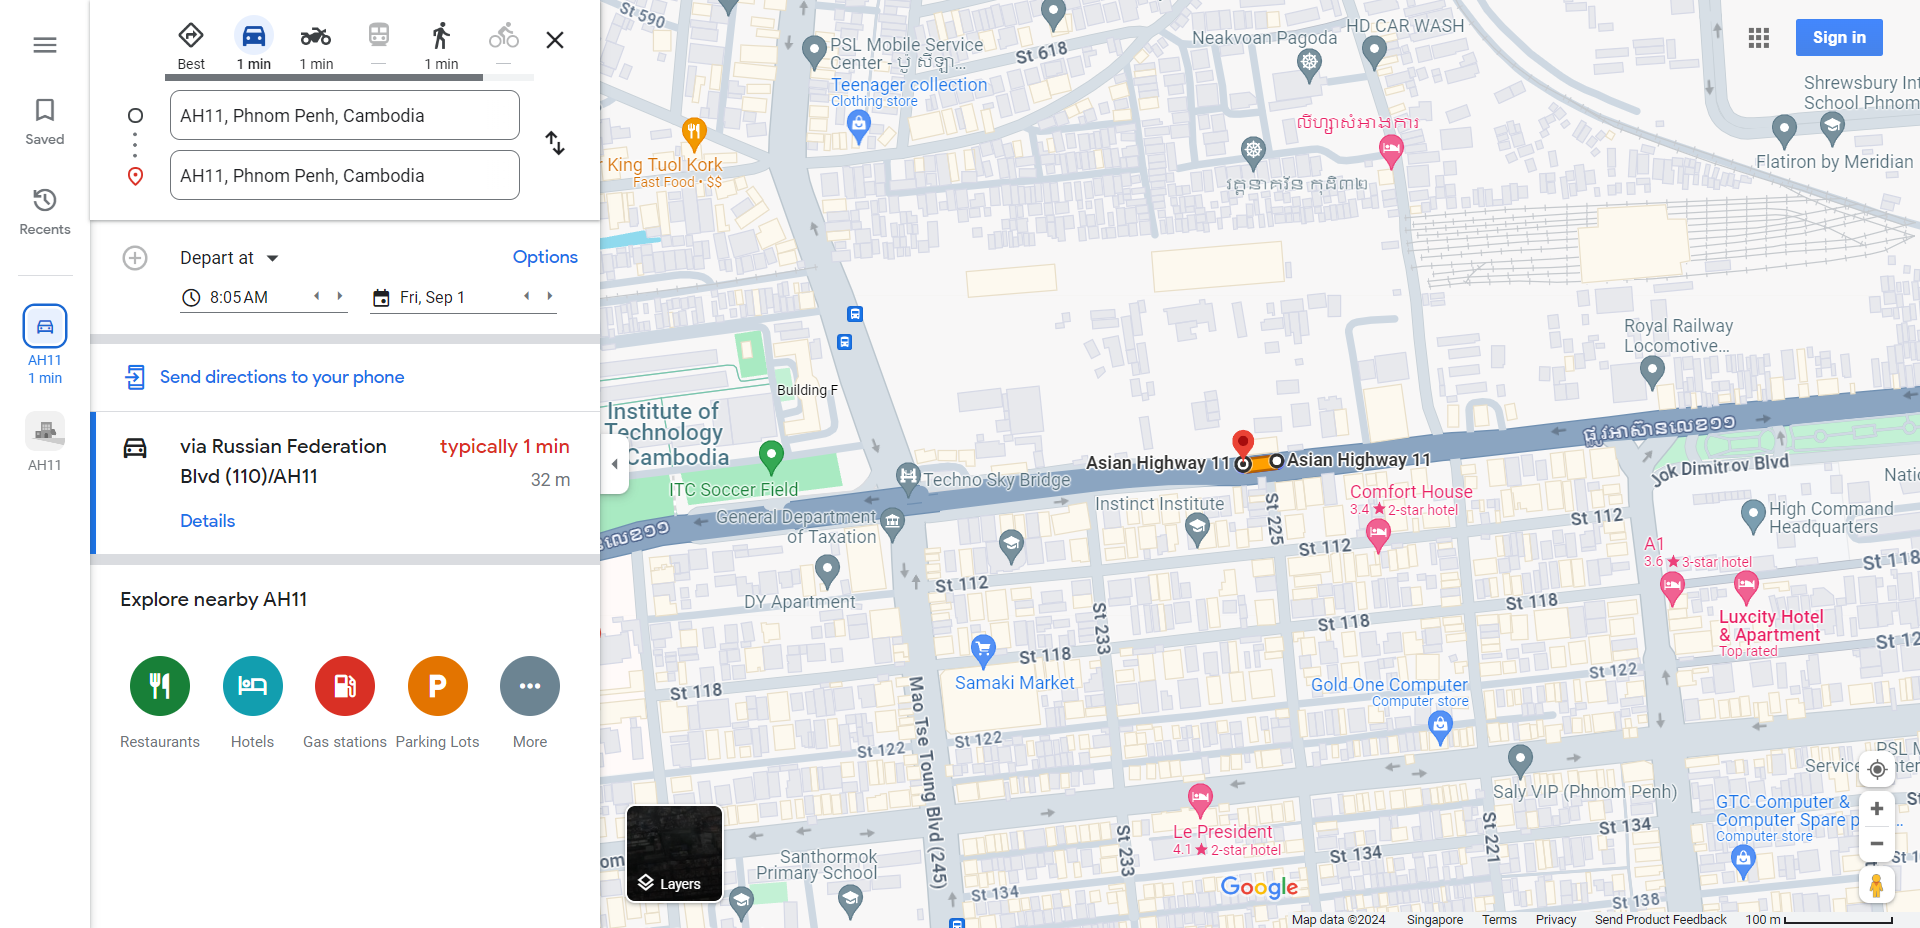 Saved
Recents
AH11
1 min
AH11
Best
1 min
1 min
1 min
AH11, Phnom Penh, Cambodia
AH11, Phnom Penh, Cambodia
Depart at
Options
8:05 AM
Fri, Sep 1
Send directions to your phone
via Russian Federation
Blvd (110)/AH11
typically 1 min
32 m
Details
Explore nearby AH11
Restaurants
Hotels
Gas stations
Parking Lots
P
More
St 590
PSL Mobile Service
Center - ប៉ូ ស៊ីឡា...
Teenager collection
Clothing store
St 618
Neakvoan Pagoda
HD CAR WASH
Sign in
Shrewsbury Int
School Phnom
Flatiron by Meridian
King Tuol Kork
Fast Food • $$
លីហ្សាសំអាងការ
វត្តនាគវ័ន កុដិ៣២
Royal Railway
Locomotive...
Building F
Institute of
Technology
Cambodia
ITC Soccer Field
Techno Sky Bridge
Asian Highway 11
Asian Highway 11
ផ្លូវអាស៊ានលេខ១១
Jok Dimitrov Blvd
Natio
General Department
of Taxation
Instinct Institute
St 225
Comfort House
3.4 ★ 2-star hotel
St 112
St 112
St 112
High Command
Headquarters
A1
3.6 ★ 3-star hotel
St 118
DY Apartment
St 233
St 118
St 118
St 118
St 118
Luxcity Hotel
& Apartment
Top rated
St 12
Samaki Market
Mao Tse Toung Blvd (245)
St 122
St 122
St 122
Gold One Computer
Computer store
PSL M
Service
nter
Saly VIP (Phnom Penh)
Le President
4.1 ★ 2-star hotel
GTC Computer &
Computer Spare p...
Computer store
St 233
St 221
St 134
St 134
St 134
St 138
Santhormok
Primary School
Layers
Google
Map data ©2024
Singapore
Terms
Privacy
Send Product Feedback
100 m